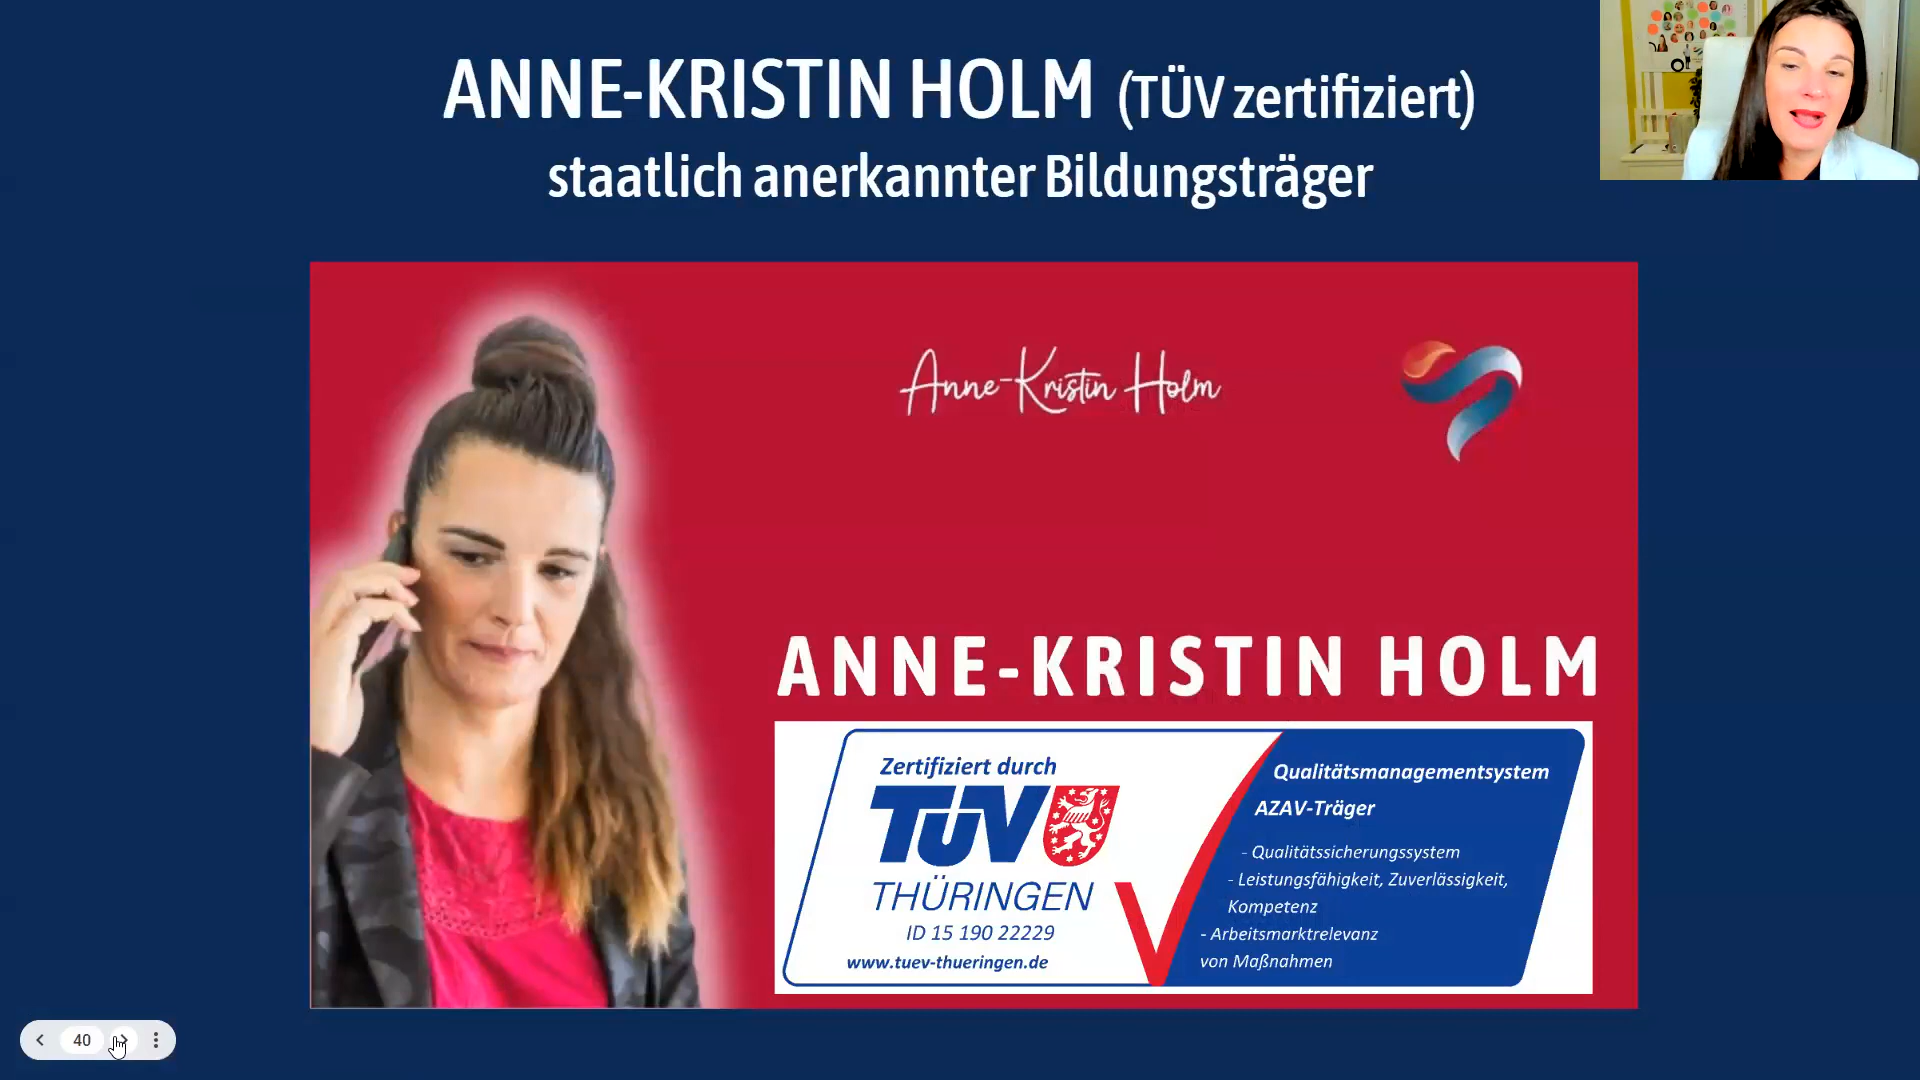 ANNE-KRISTIN HOLM (TÜV zertifiziert)
staatlich anerkannter Bildungsträger
Anne-Kristin Holm
ANNE-KRISTIN HOLM
Zertifiziert durch
TÜV
THÜRINGEN
ID 15 190 22229
www.tuev-thueringen.de
Qualitätsmanagementsystem
AZAV-Träger
- Qualitätssicherungssystem
- Leistungsfähigkeit, Zuverlässigkeit,
Kompetenz
- Arbeitsmarktrelevanz
von Maßnahmen
40